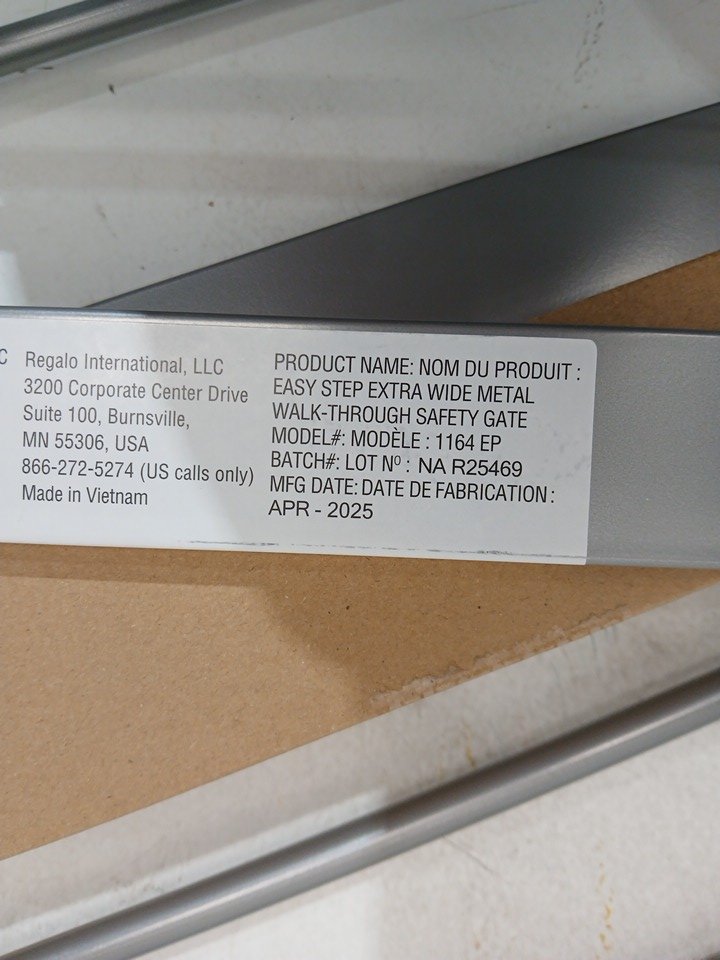 C
Regalo International, LLC
3200 Corporate Center Drive
Suite 100, Burnsville,
MN 55306, USA
866-272-5274 (US calls only)
Made in Vietnam
PRODUCT NAME: NOM DU PRODUIT :
EASY STEP EXTRA WIDE METAL
WALK-THROUGH SAFETY GATE
MODEL#: MODÈLE : 1164 EP
BATCH#: LOT Nº : NA R25469
MFG DATE: DATE DE FABRICATION :
APR - 2025